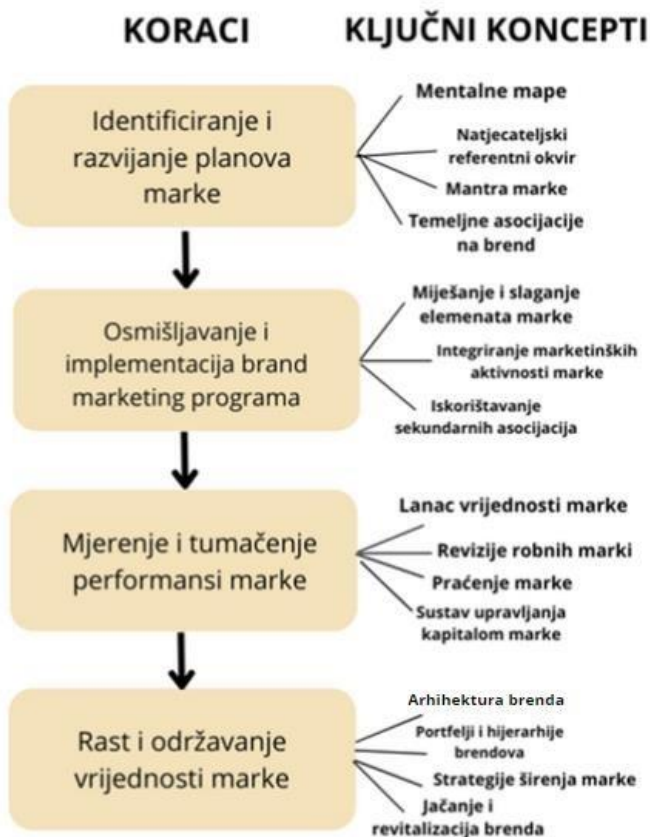 KORACI
KLJUČNI KONCEPTI
Identificiranje i
razvijanje planova
marke
Mentalne mape
Natjecateljski
referentni okvir
Mantra marke
Temeljne asocijacije
na brend
Osmišljavanje i
implementacija brand
marketing programa
Miješanje i slaganje
elemenata marke
Integriranje marketinških
aktivnosti marke
Iskorištavanje
sekundarnih asocijacija
Mjerenje i tumačenje
performansi marke
Lanac vrijednosti marke
Revizije robnih marki
Praćenje marke
Sustav upravljanja
kapitalom marke
Rast i održavanje
vrijednosti marke
Arhihektura brenda
Portfelji i hijerarhije
brendova
Strategije širenja marke
Jačanje i
revitalizacija brenda